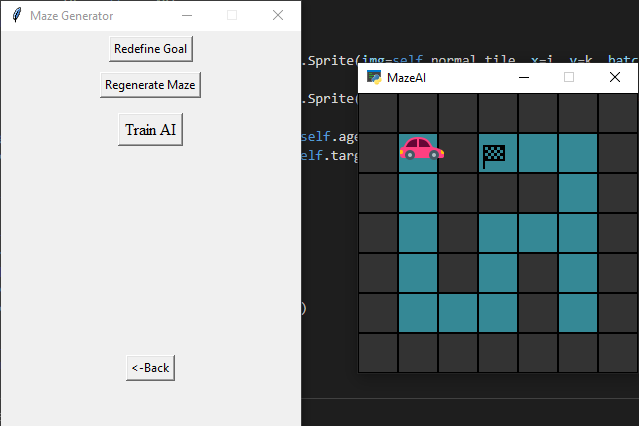 Maze Generator
Redefine Goal
Regenerate Maze
Train AI
<-Back
.Sprite(img=self.normal_tile, x=i, y=k, batc
.Sprite(
self.age
elf.targ
)
MazeAI